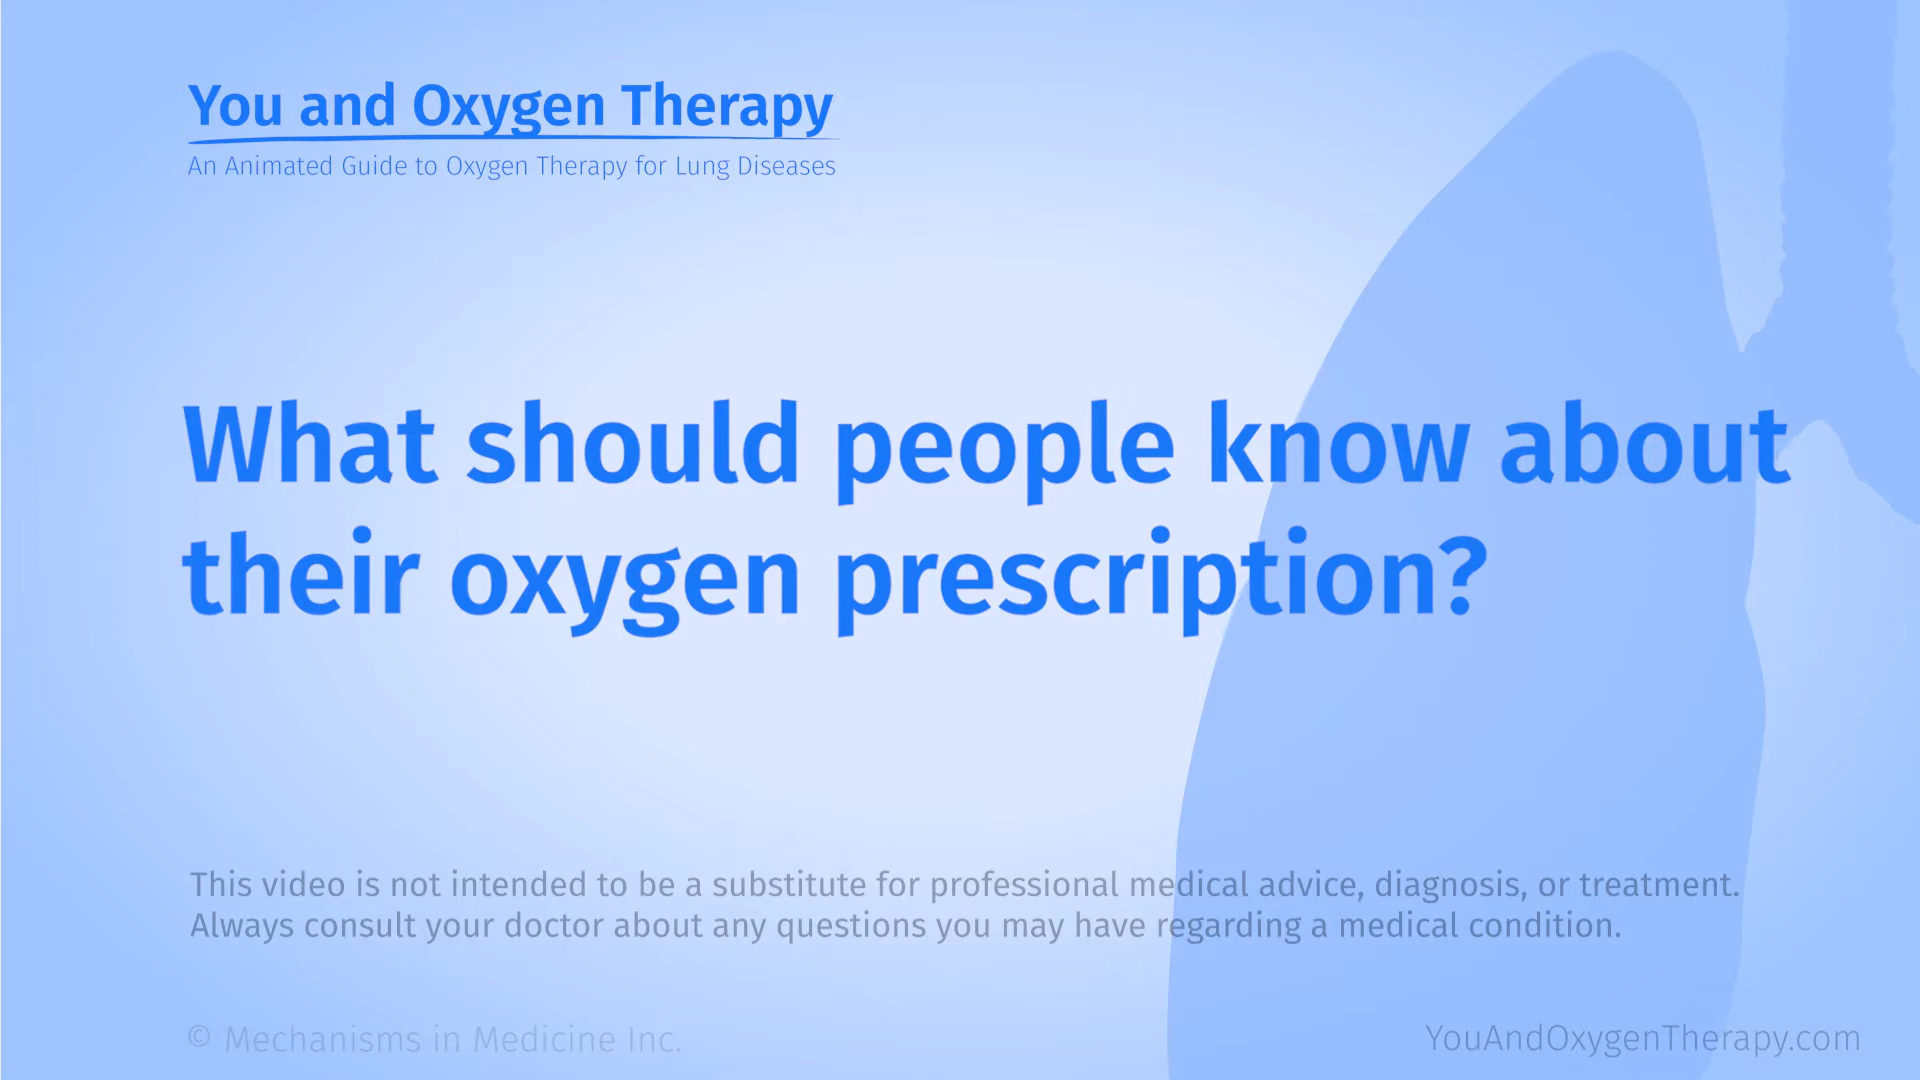 You and Oxygen Therapy
An Animated Guide to Oxygen Therapy for Lung Diseases
What should people know about
their oxygen prescription?
This video is not intended to be a substitute for professional medical advice, diagnosis, or treatment.
Always consult your doctor about any questions you may have regarding a medical condition.
© Mechanisms in Medicine Inc.
YouAndOxygenTherapy.com